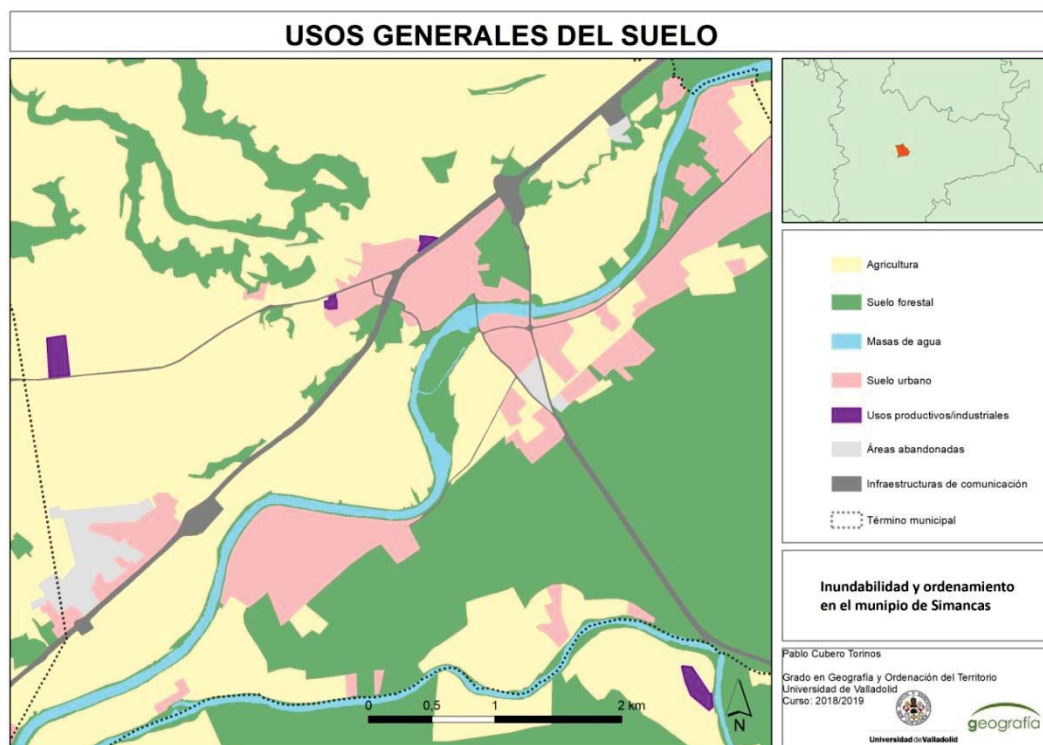 USOS GENERALES DEL SUELO
Agricultura
Suelo forestal
Masas de agua
Suelo urbano
Usos productivos/industriales
Áreas abandonadas
Infraestructuras de comunicación
Término municipal
Inundabilidad y ordenamiento
en el munipio de Simancas
Pablo Cubero Torinos
Grado en Geografía y Ordenación del Territorio
Universidad de Valladolid
Curso: 2018/2019
Universidad de Valladolid
geografía
0 0,5 1 2 km
N